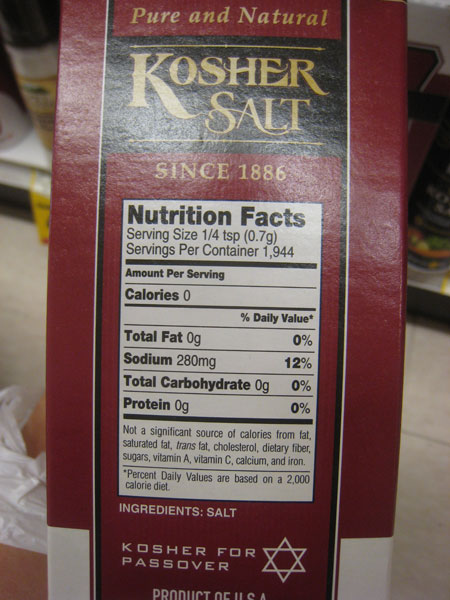 Pure and Natural
KOSHER
SALT
SINCE 1886
Nutrition Facts
Serving Size 1/4 tsp (0.7g)
Servings Per Container 1,944
Amount Per Serving
Calories 0
% Daily Value*
Total Fat 0g 0%
Sodium 280mg 12%
Total Carbohydrate 0g 0%
Protein 0g 0%
Not a significant source of calories from fat,
saturated fat, trans fat, cholesterol, dietary fiber,
sugars, vitamin A, vitamin C, calcium, and iron.
*Percent Daily Values are based on a 2,000
calorie diet.
INGREDIENTS: SALT
KOSHER FOR
PASSOVER
PRODUCT OF U.S.A.